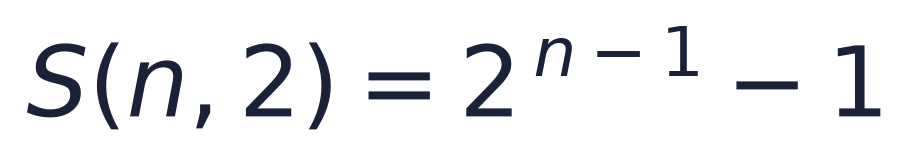 S(n, 2) = 2^{n − 1} − 1